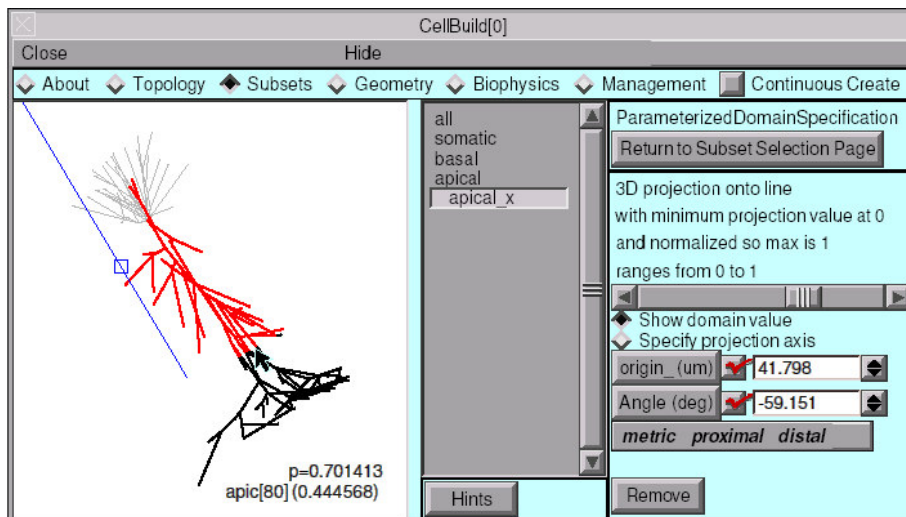 CellBuild[0]
Close Hide
About Topology Subsets Geometry Biophysics Management Continuous Create
all
somatic
basal
apical
apical_x
Hints
p=0.701413
apic[80] (0.444568)
ParameterizedDomainSpecification
Return to Subset Selection Page
3D projection onto line
with minimum projection value at 0
and normalized so max is 1
ranges from 0 to 1
Show domain value
Specify projection axis
origin_ (um) 41.798
Angle (deg) -59.151
metric proximal distal
Remove